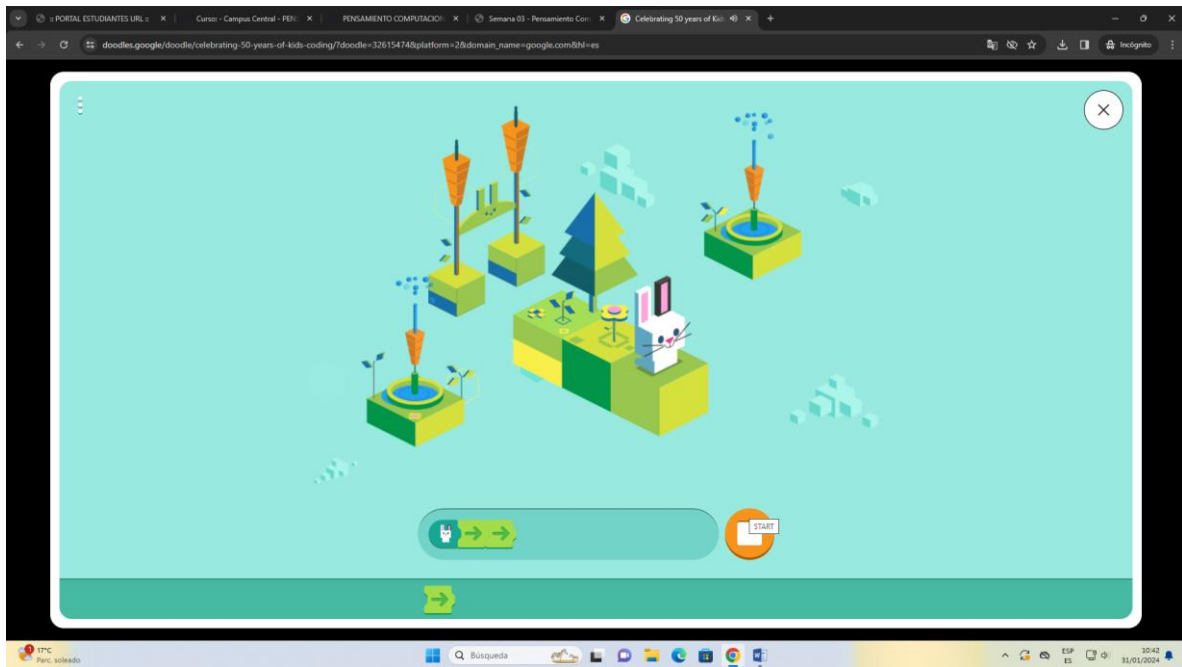 :: PORTAL ESTUDIANTES URL ::
Curso: - Campus Central - PEN
PENSAMIENTO COMPUTACION
Semana 03 - Pensamiento Com
Celebrating 50 years of Kids
doodles.google/doodle/celebrating-50-years-of-kids-coding/?doodle=32615474&platform=2&domain_name=google.com&hl=es
Incógnito
START
1
17°C
Parc. soleado
Búsqueda
ESP
ES
10:42
31/01/2024